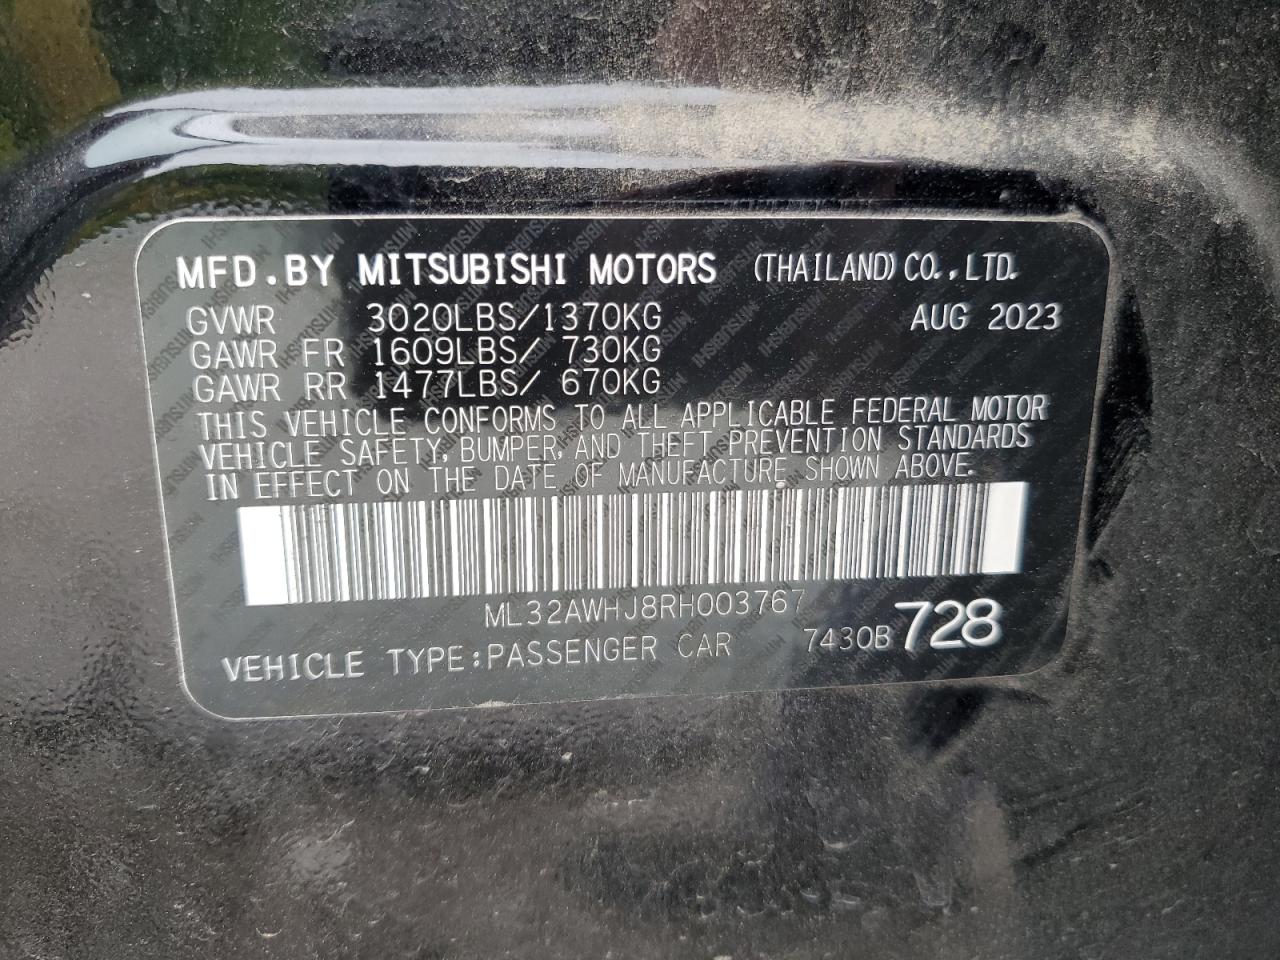 MFD.BY MITSUBISHI MOTORS (THAILAND) CO.,LTD.
GVWR 3020LBS/1370KG AUG 2023
GAWR FR 1609LBS/ 730KG
GAWR RR 1477LBS/ 670KG
THIS VEHICLE CONFORMS TO ALL APPLICABLE FEDERAL MOTOR
VEHICLE SAFETY, BUMPER, AND THEFT PREVENTION STANDARDS
IN EFFECT ON THE DATE OF MANUFACTURE SHOWN ABOVE.
ML32AWHJ8RH003767
VEHICLE TYPE:PASSENGER CAR 7430B 728